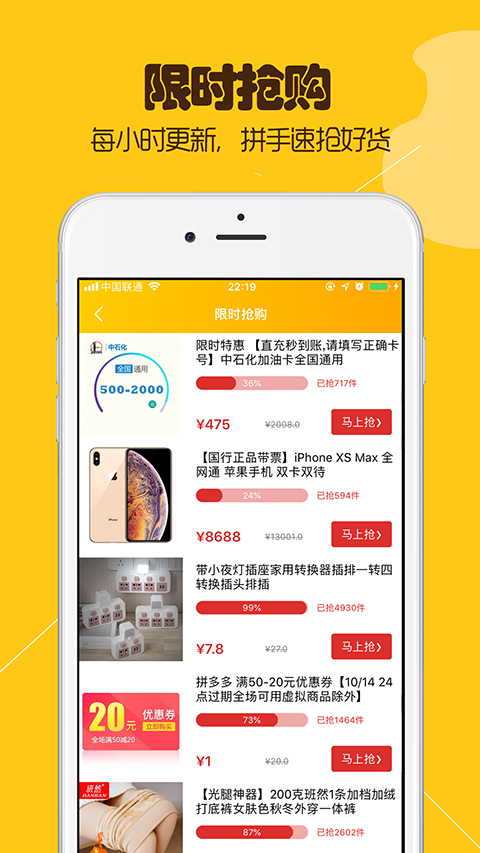 限时抢购
每小时更新，拼手速抢好货
中国联通
22:19
限时抢购
中石化
全国 通用
500-2000
限时特惠 【直充秒到账,请填写正确卡
号】中石化加油卡全国通用
36%
已抢717件
¥475
¥2008.0
马上抢
【国行正品带票】iPhone XS Max 全
网通 苹果手机 双卡双待
24%
已抢594件
¥8688
¥13001.0
马上抢
带小夜灯插座家用转换器插排一转四
转换插头排插
99%
已抢4930件
¥7.8
¥27.0
马上抢
20元
优惠券
立即购买
全场满50减20
拼多多 满50-20元优惠券【10/14 24
点过期全场可用虚拟商品除外】
73%
已抢1464件
¥1
¥20.0
马上抢
班然
BANRAN
【光腿神器】200克班然1条加档加绒
打底裤女肤色秋冬外穿一体裤
87%
已抢2602件